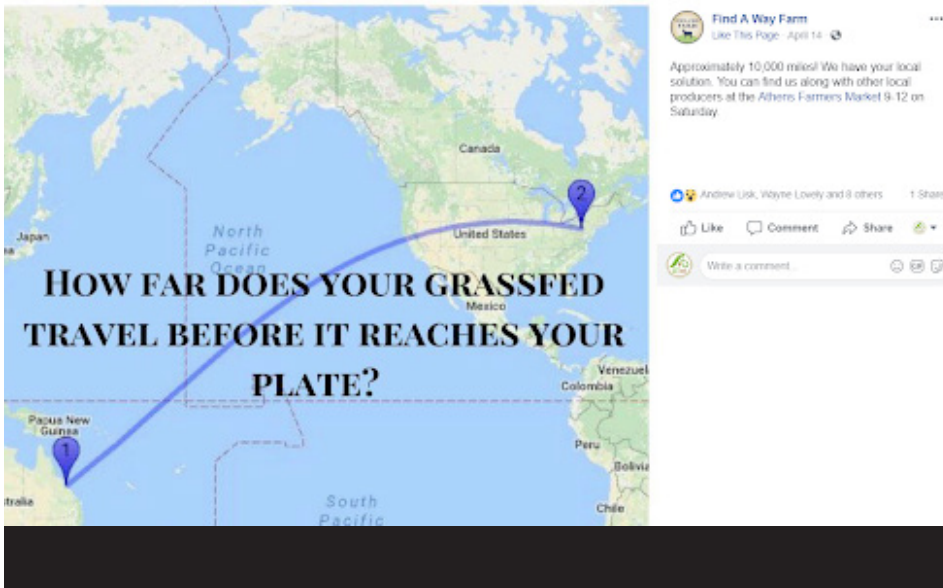 Canada
North
Pacific
Ocean
Japan
United States
2
HOW FAR DOES YOUR GRASSFED
TRAVEL BEFORE IT REACHES YOUR
PLATE?
Mexico
Venezuel
Colombia
Papua New
Guinea
1
Peru
Bolivia
stralia
South
Pacific
Chile
Find A Way Farm
Like This Page · April 14 ·
Approximately 10,000 miles! We have your local
solution. You can find us along with other local
producers at the Athens Farmers Market 9-12 on
Saturday.
Andrew Lisk, Wayne Lovely and 8 others 1 Share
Like Comment Share
Write a comment...
GIF